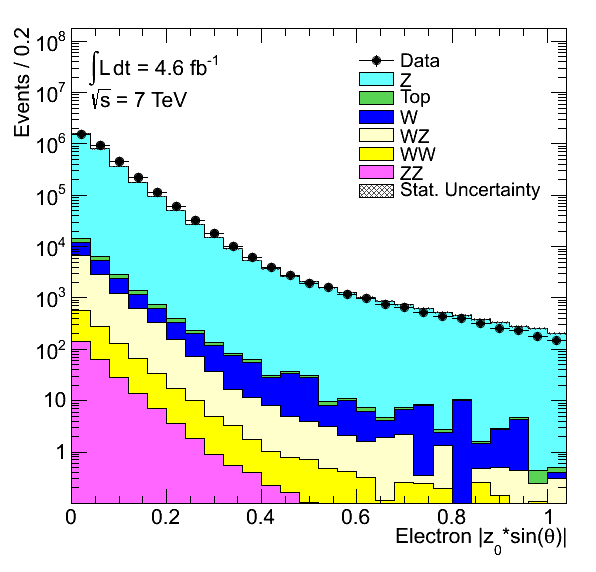 Events / 0.2
10⁸
10⁷
10⁶
10⁵
10⁴
10³
10²
10
1
∫L dt = 4.6 fb⁻¹
√s = 7 TeV
Data
Z
Top
W
WZ
WW
ZZ
Stat. Uncertainty
0 0.2 0.4 0.6 0.8 1
Electron |z₀*sin(θ)|